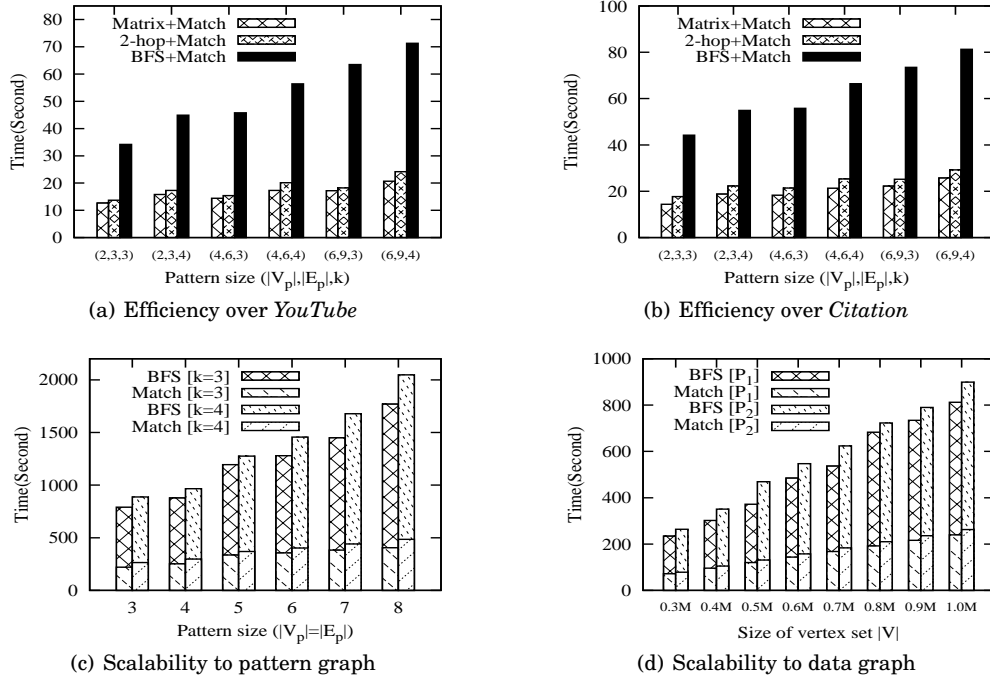 Matrix+Match
2-hop+Match
BFS+Match
Time(Second)
80
70
60
50
40
30
20
10
0
(2,3,3) (2,3,4) (4,6,3) (4,6,4) (6,9,3) (6,9,4)
Pattern size (|V_p|,|E_p|,k)
(a) Efficiency over YouTube
Matrix+Match
2-hop+Match
BFS+Match
Time(Second)
100
80
60
40
20
0
(2,3,3) (2,3,4) (4,6,3) (4,6,4) (6,9,3) (6,9,4)
Pattern size (|V_p|,|E_p|,k)
(b) Efficiency over Citation
BFS [k=3]
Match [k=3]
BFS [k=4]
Match [k=4]
Time(Second)
2000
1500
1000
500
0
3 4 5 6 7 8
Pattern size (|V_p|=|E_p|)
(c) Scalability to pattern graph
BFS [P_1]
Match [P_1]
BFS [P_2]
Match [P_2]
Time(Second)
1000
800
600
400
200
0
0.3M 0.4M 0.5M 0.6M 0.7M 0.8M 0.9M 1.0M
Size of vertex set |V|
(d) Scalability to data graph